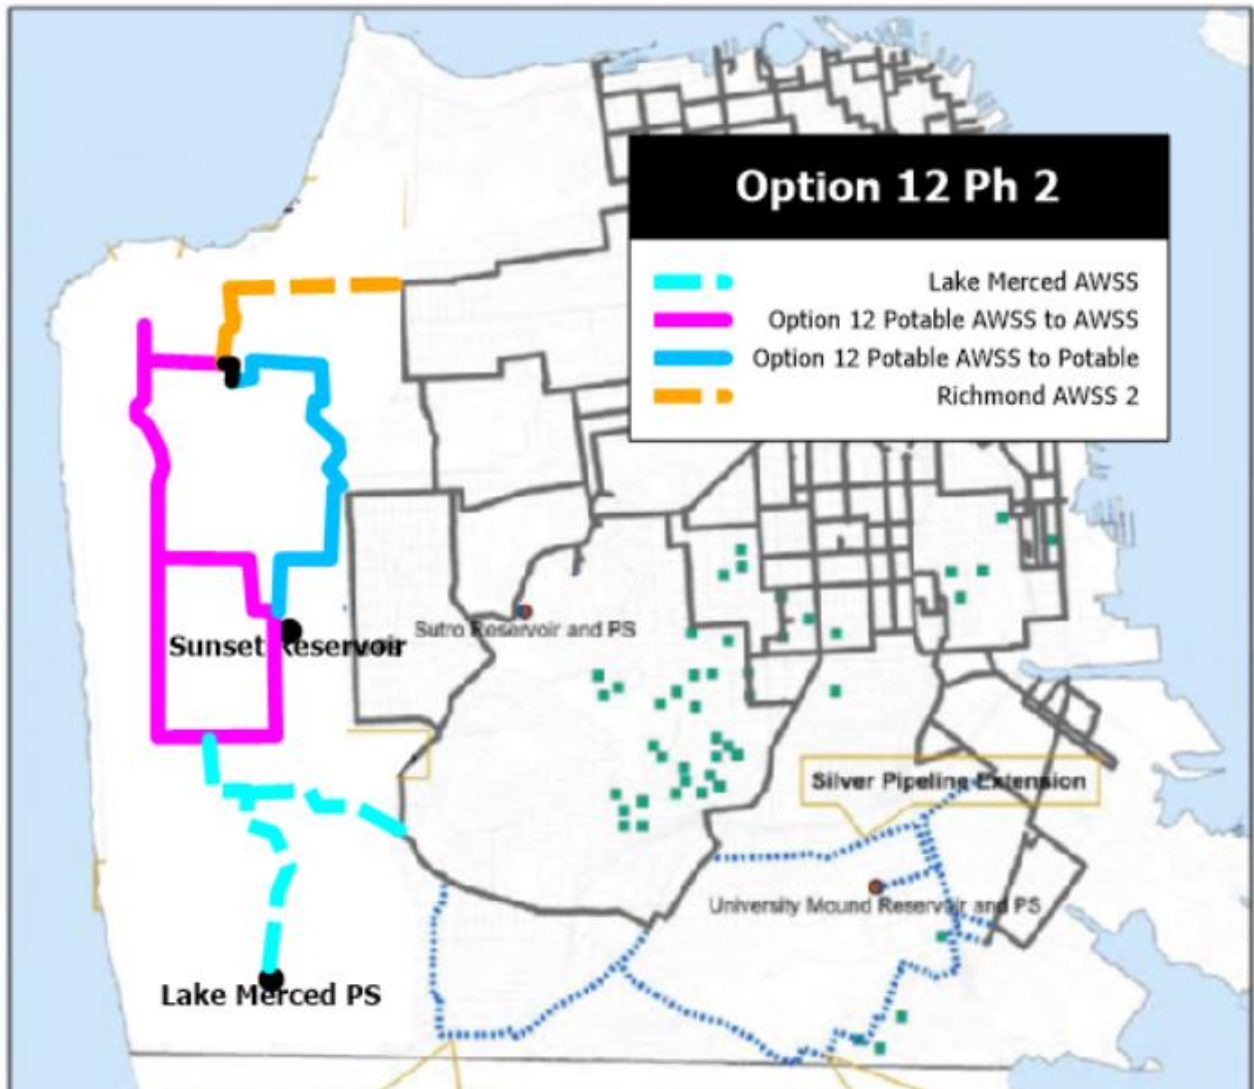 Option 12 Ph 2
Lake Merced AWSS
Option 12 Potable AWSS to AWSS
Option 12 Potable AWSS to Potable
Richmond AWSS 2
Sutro Reservoir and PS
Sunset Reservoir
Silver Pipeline Extension
University Mound Reservoir and PS
Lake Merced PS